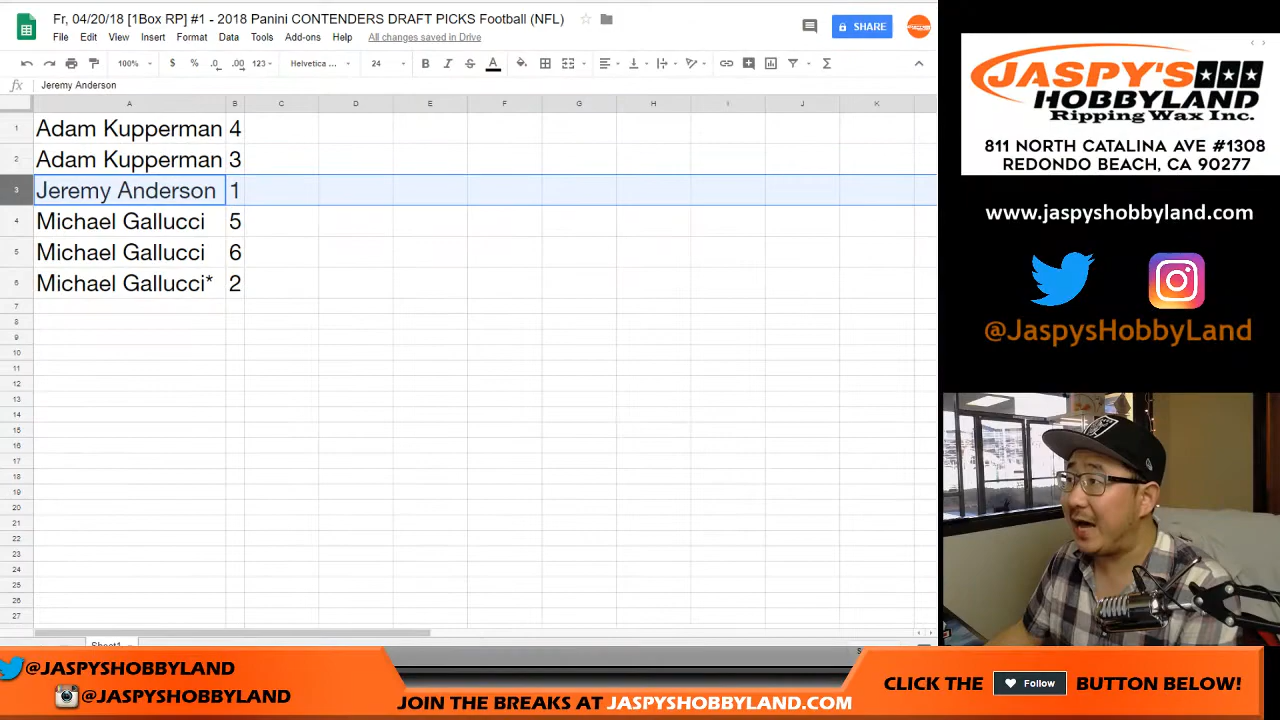 Fr, 04/20/18 [1Box RP] #1 - 2018 Panini CONTENDERS DRAFT PICKS Football (NFL)
File Edit View Insert Format Data Tools Add-ons Help All changes saved in Drive
SHARE
100% $ % .0 .00 123 Helvetica ... 24 B I S A Σ
fx Jeremy Anderson
A B C D E F G H I J K
1 Adam Kupperman 4
2 Adam Kupperman 3
3 Jeremy Anderson 1
4 Michael Gallucci 5
5 Michael Gallucci 6
6 Michael Gallucci* 2
7
8
9
10
11
12
13
14
15
16
17
18
19
20
21
22
23
24
25
26
27
Sheet1
JASPY'S
HOBBYLAND
Ripping Wax Inc.
811 NORTH CATALINA AVE #1308
REDONDO BEACH, CA 90277
www.jaspyshobbyland.com
@JaspysHobbyLand
@JASPYSHOBBYLAND
@JASPYSHOBBYLAND
JOIN THE BREAKS AT JASPYSHOBBYLAND.COM
CLICK THE Follow BUTTON BELOW!